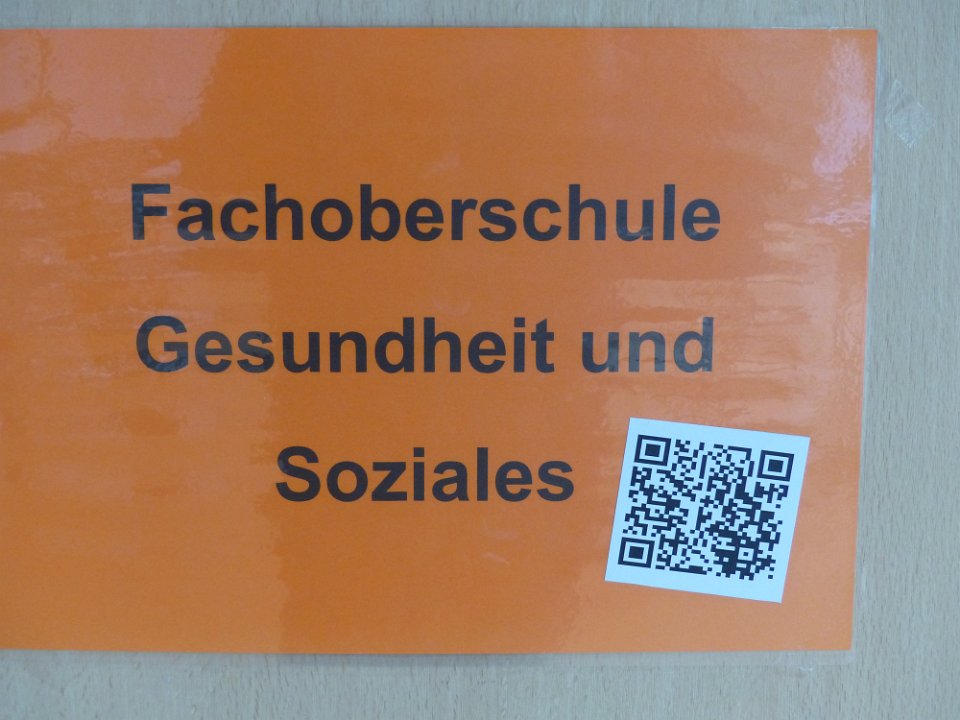 Fachoberschule
Gesundheit und
Soziales